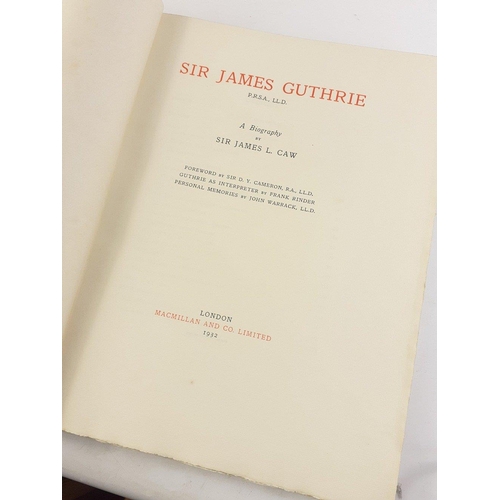 SIR JAMES GUTHRIE
P.R.S.A., LL.D.
A Biography
BY
SIR JAMES L. CAW
FOREWORD BY SIR D. Y. CAMERON, R.A., LL.D.
GUTHRIE AS INTERPRETER BY FRANK RINDER
PERSONAL MEMORIES BY JOHN WARRACK, LL.D.
LONDON
MACMILLAN AND CO. LIMITED
1932